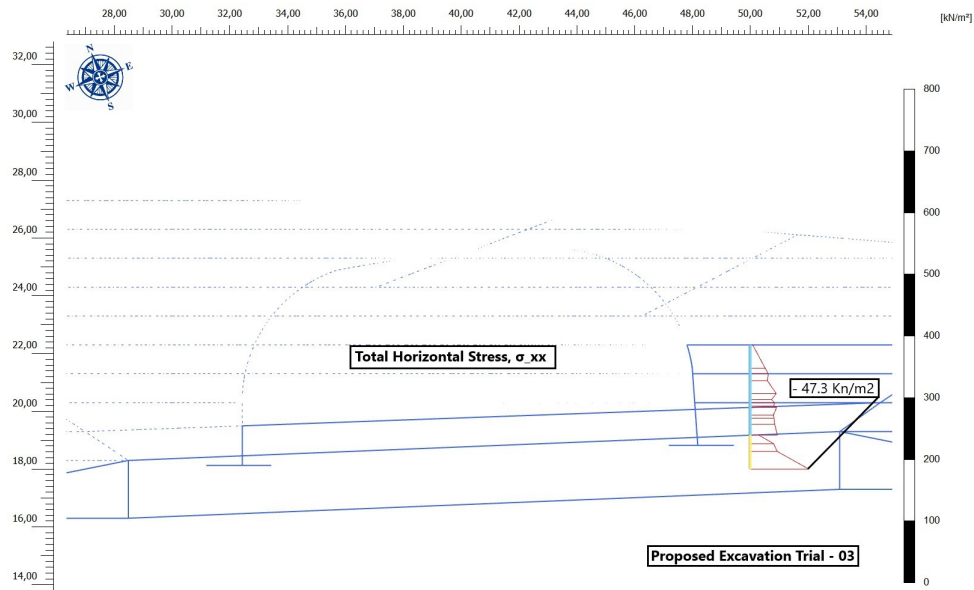 28,00 30,00 32,00 34,00 36,00 38,00 40,00 42,00 44,00 46,00 48,00 50,00 52,00 54,00
[kN/m²]
32,00
N
E
W
S
30,00
28,00
26,00
24,00
22,00
20,00
18,00
16,00
14,00
Total Horizontal Stress, σ_xx
- 47.3 Kn/m2
Proposed Excavation Trial - 03
800
700
600
500
400
300
200
100
0